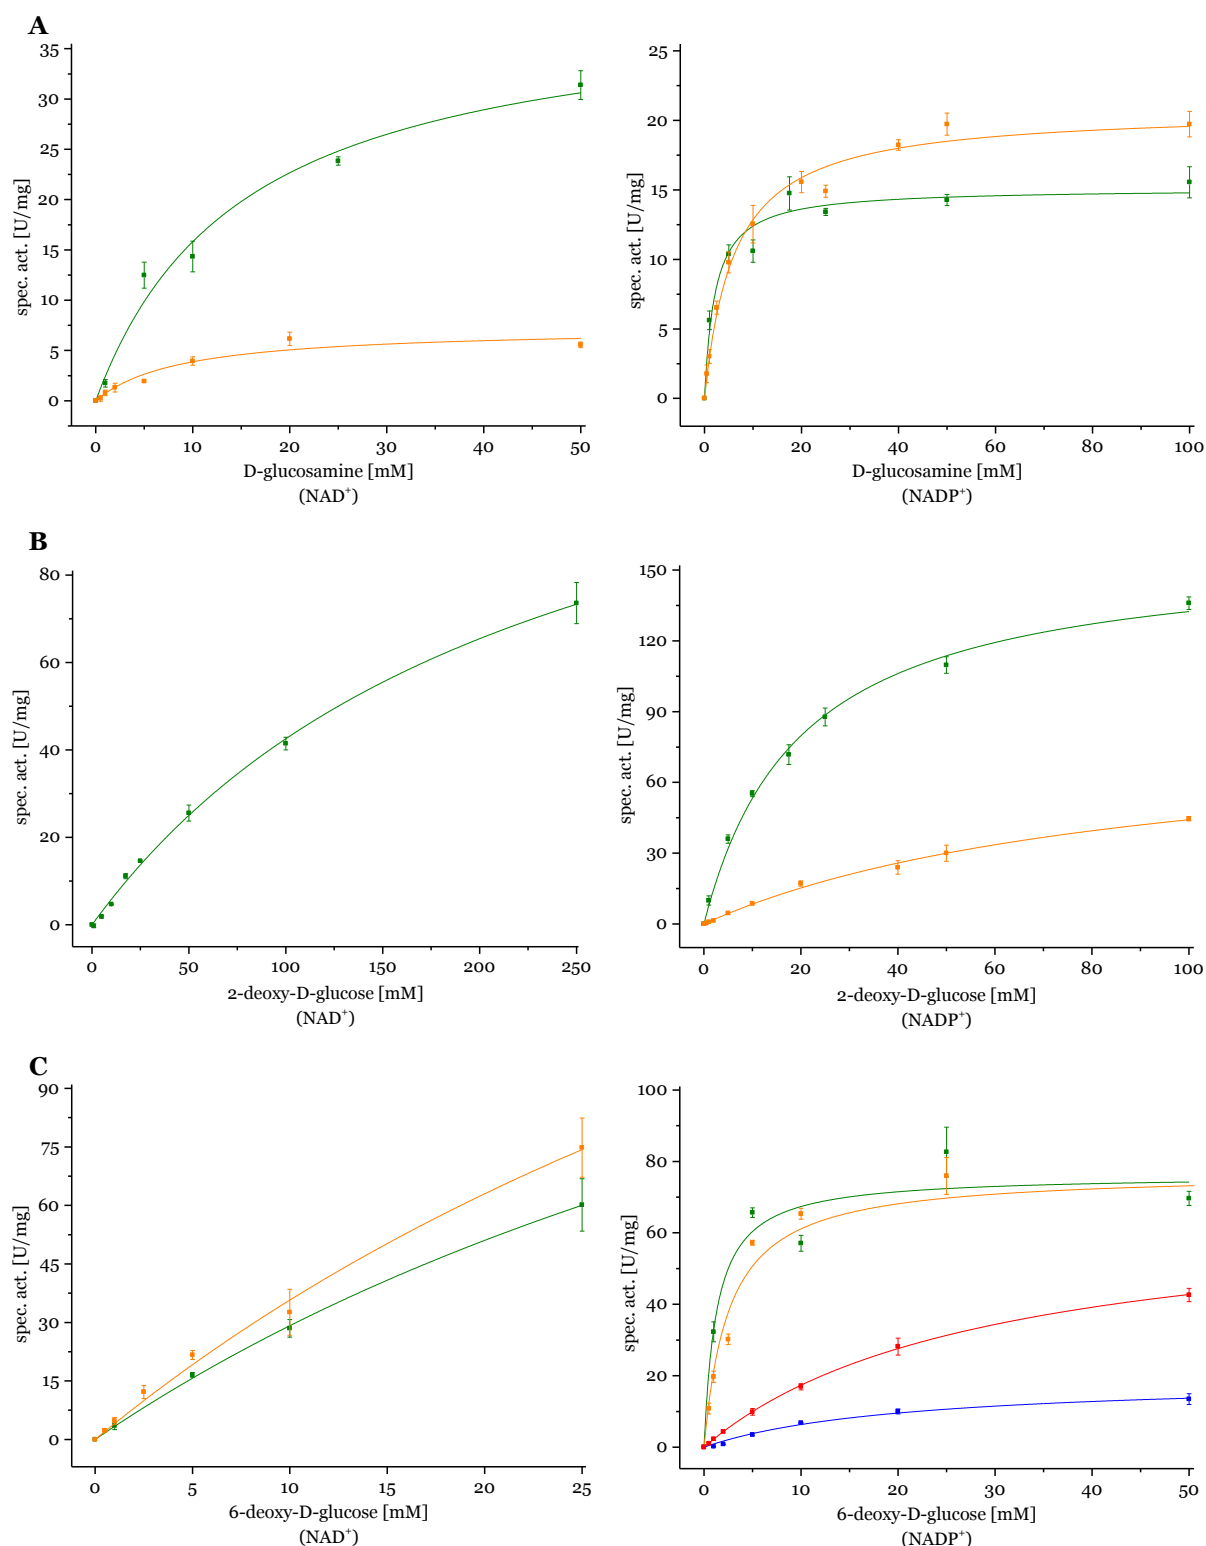 A
35
30
25
20
15
10
5
0
spec. act. [U/mg]
0 10 20 30 40 50
D-glucosamine [mM]
(NAD⁺)
25
20
15
10
5
0
spec. act. [U/mg]
0 20 40 60 80 100
D-glucosamine [mM]
(NADP⁺)
B
80
60
40
20
0
spec. act. [U/mg]
0 50 100 150 200 250
2-deoxy-D-glucose [mM]
(NAD⁺)
150
120
90
60
30
0
spec. act. [U/mg]
0 20 40 60 80 100
2-deoxy-D-glucose [mM]
(NADP⁺)
C
90
75
60
45
30
15
0
spec. act. [U/mg]
0 5 10 15 20 25
6-deoxy-D-glucose [mM]
(NAD⁺)
100
80
60
40
20
0
spec. act. [U/mg]
0 10 20 30 40 50
6-deoxy-D-glucose [mM]
(NADP⁺)